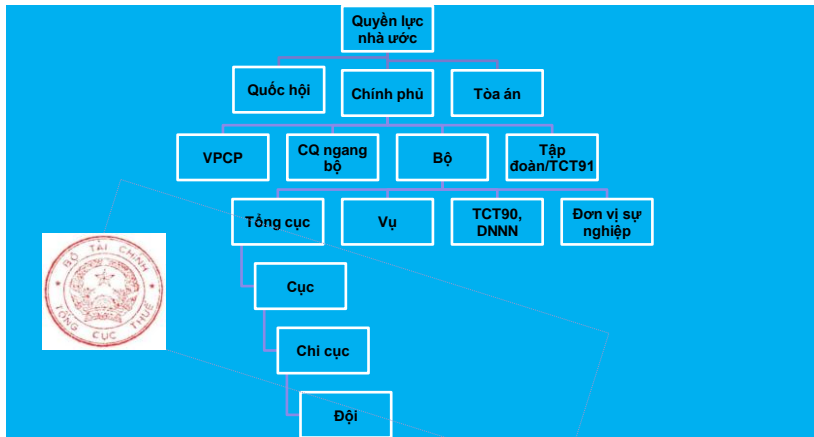 Quyền lực
nhà ước
Quốc hội
Chính phủ
Tòa án
VPCP
CQ ngang
bộ
Bộ
Tập
đoàn/TCT91
Tổng cục
Vụ
TCT90,
DNNN
Đơn vị sự
nghiệp
BỘ TÀI CHÍNH
TỔNG CỤC THUẾ
Cục
Chi cục
Đội